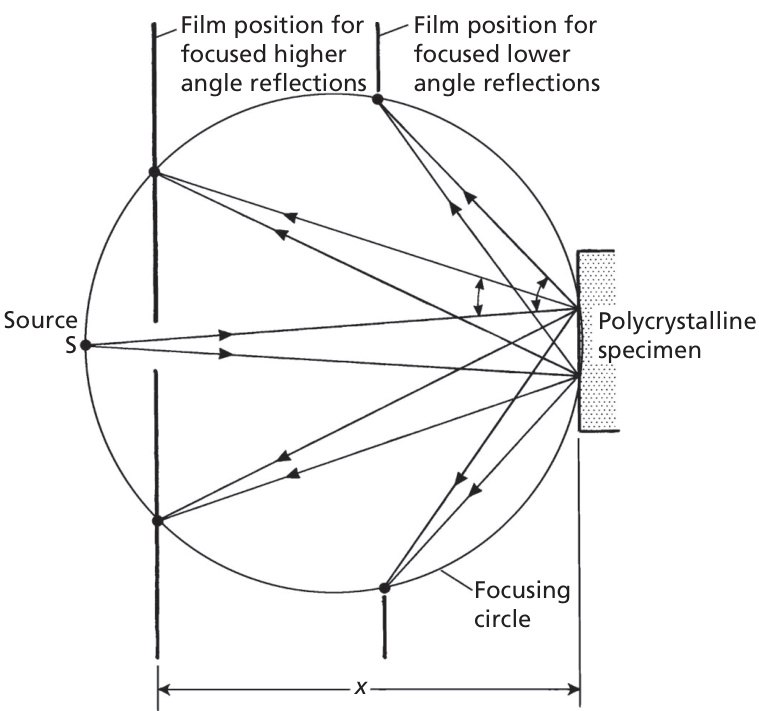 Film position for
focused higher
angle reflections
Film position for
focused lower
angle reflections
Source
S
Polycrystalline
specimen
Focusing
circle
x